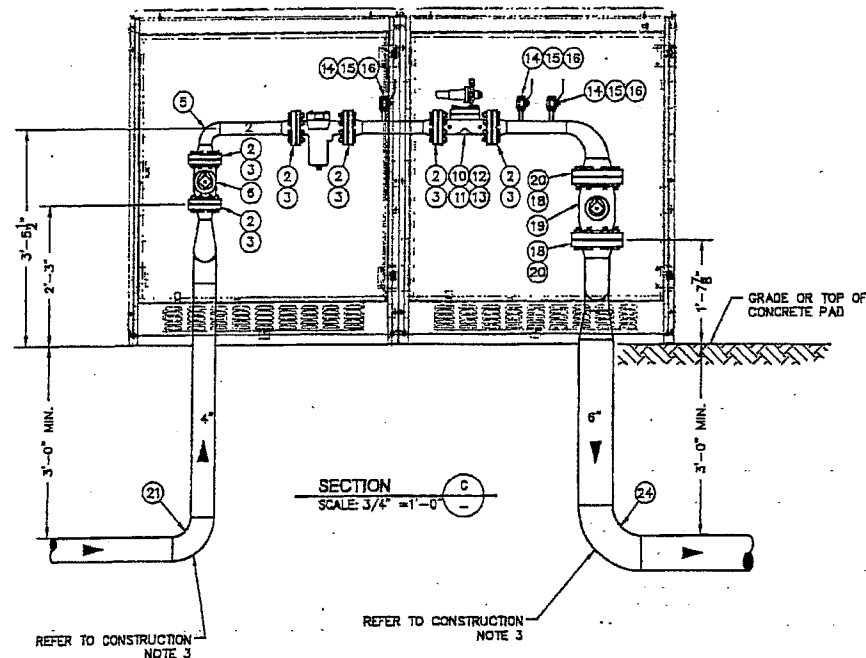 14 15 16
14 15 16
14 15 16
5
2
2
3
6
2
3
2
3
2
3
2
3
10 12
11 13
2
3
20
18
19
18
20
3'-5½"
2'-3"
1'-7⅞"
GRADE OR TOP OF
CONCRETE PAD
3'-0" MIN.
4"
6"
3'-0" MIN.
SECTION
SCALE: 3/4" =1'-0"
C
–
21
24
REFER TO CONSTRUCTION
NOTE 3
REFER TO CONSTRUCTION
NOTE 3